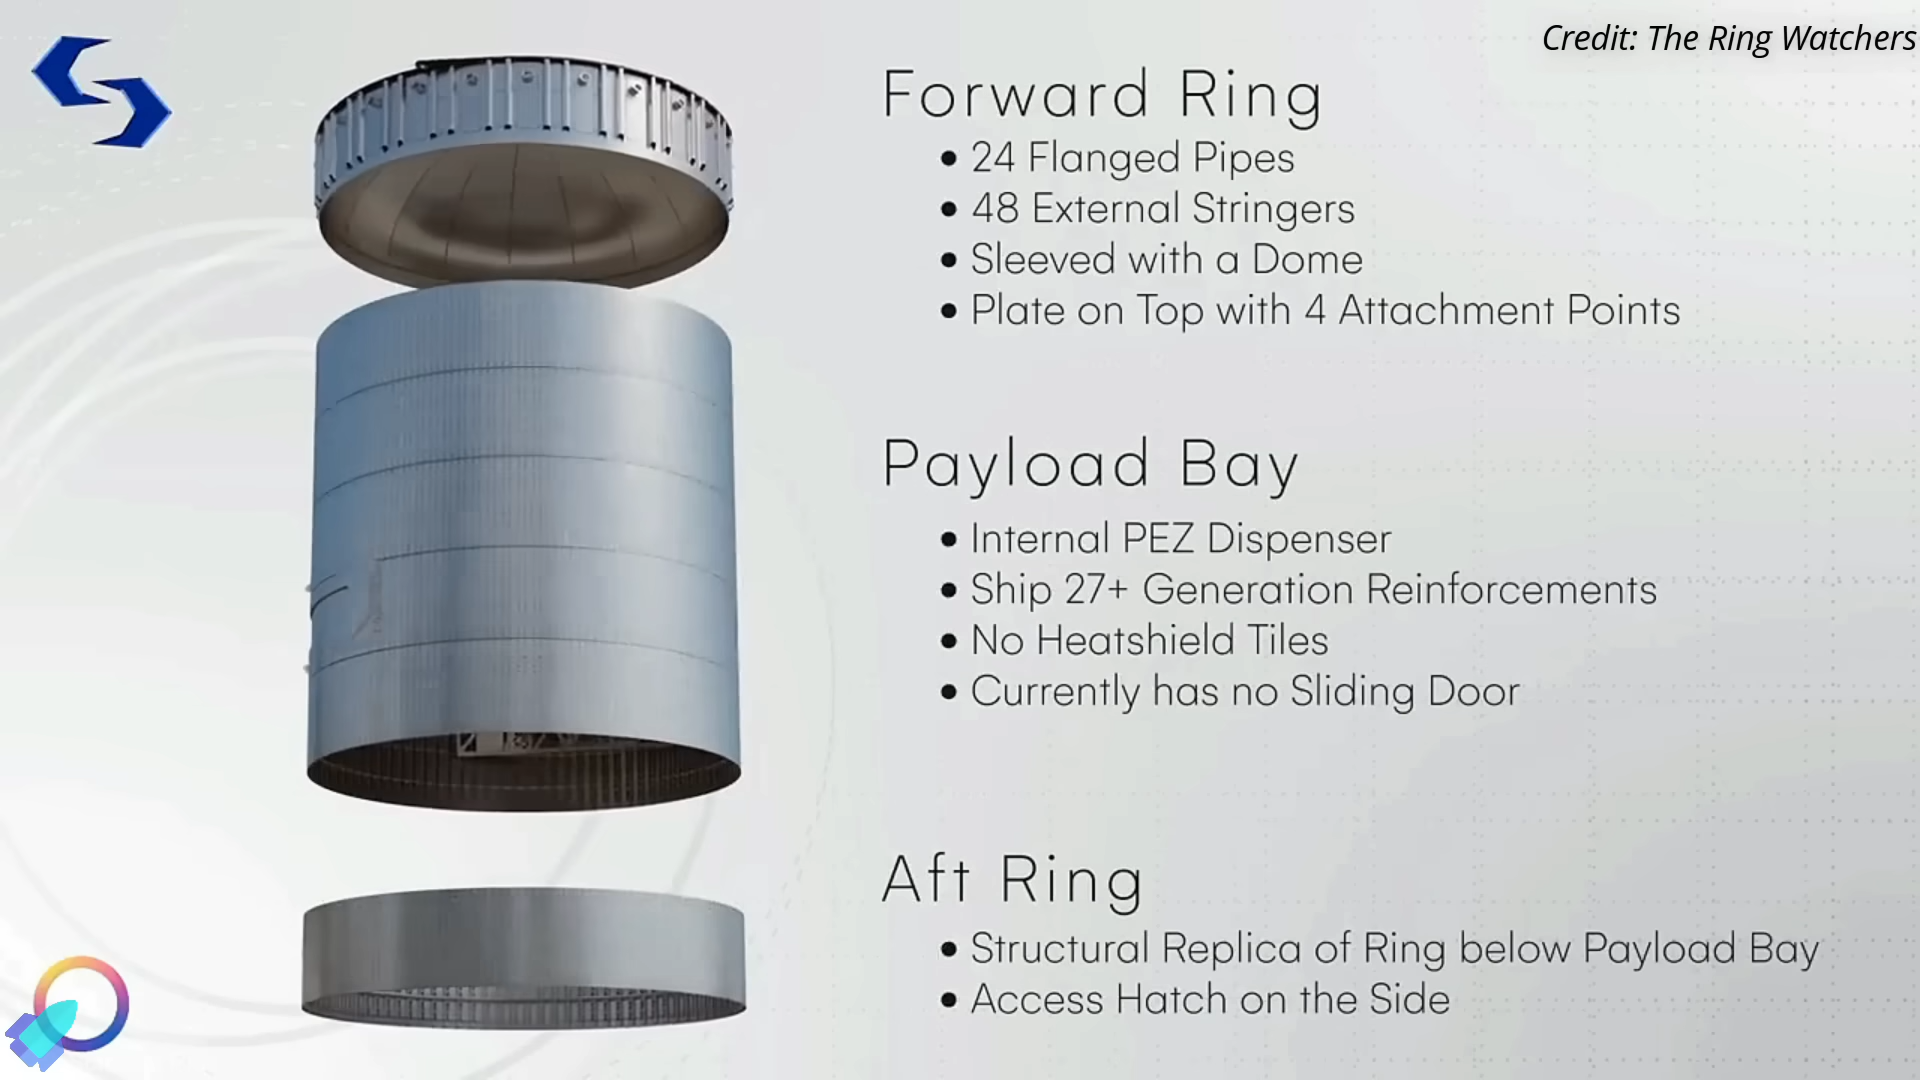 Credit: The Ring Watchers
Forward Ring
• 24 Flanged Pipes
• 48 External Stringers
• Sleeved with a Dome
• Plate on Top with 4 Attachment Points
Payload Bay
• Internal PEZ Dispenser
• Ship 27+ Generation Reinforcements
• No Heatshield Tiles
• Currently has no Sliding Door
Aft Ring
• Structural Replica of Ring below Payload Bay
• Access Hatch on the Side